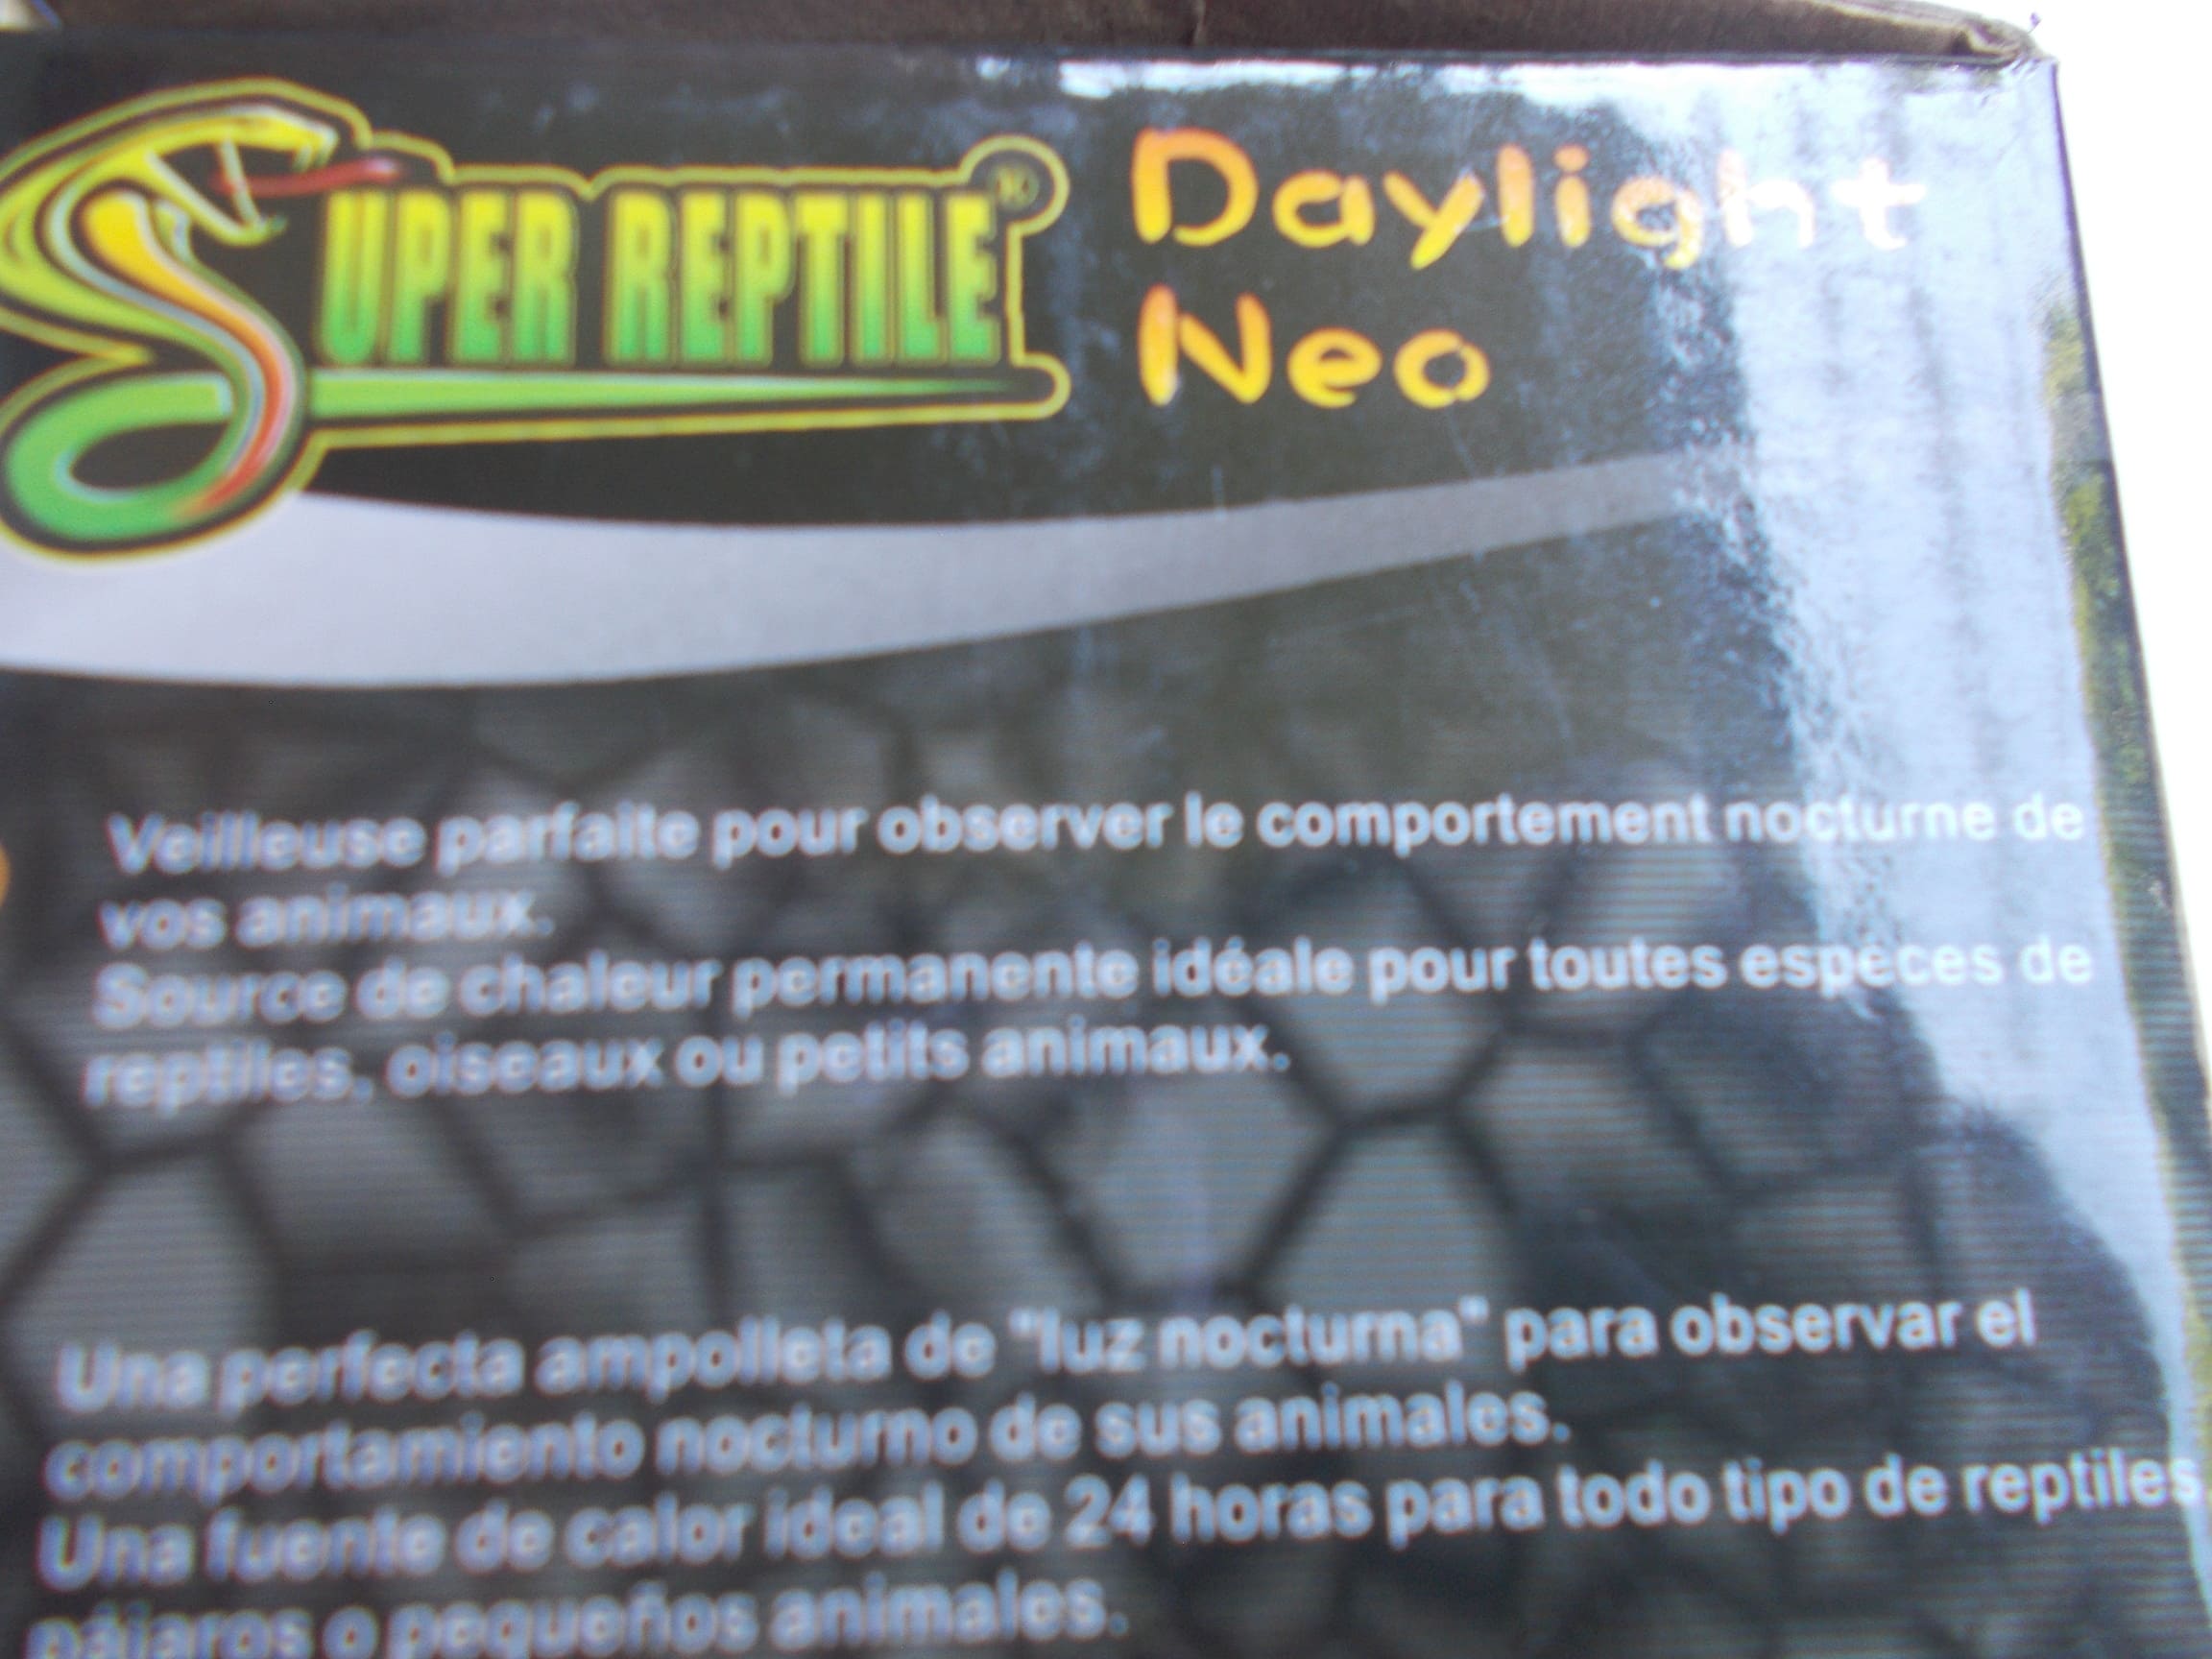 SUPER REPTILE®
Daylight
Neo
Veilleuse parfaite pour observer le comportement nocturne de
vos animaux.
Source de chaleur permanente idéale pour toutes espèces de
reptiles, oiseaux ou petits animaux.
Una perfecta ampolleta de "luz nocturna" para observar el
comportamiento nocturno de sus animales.
Una fuente de calor ideal de 24 horas para todo tipo de reptiles
pájaros o pequeños animales.